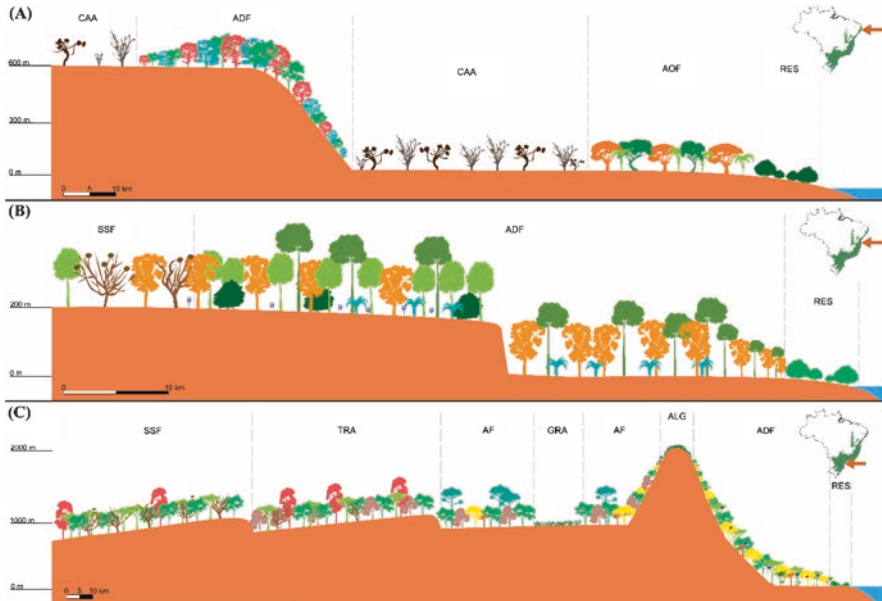 (A)
CAA ADF CAA AOF RES
600 m
300 m
0 m
0 5 10 km
(B)
SSF ADF RES
200 m
0 m
0 10 km
(C)
SSF TRA AF GRA AF ALG ADF RES
2000 m
1000 m
0 m
0 5 10 km